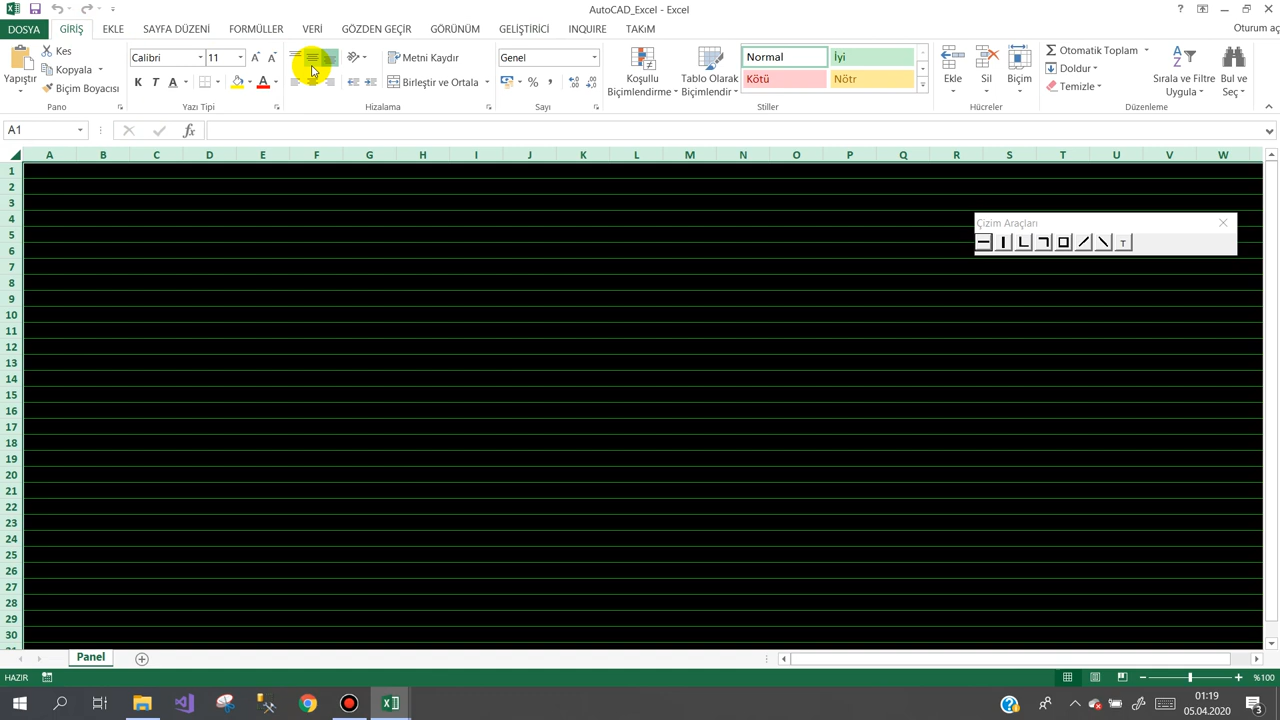 AutoCAD_Excel - Excel
DOSYA GİRİŞ EKLE SAYFA DÜZENİ FORMÜLLER VERİ GÖZDEN GEÇİR GÖRÜNÜM GELİŞTİRİCİ INQUIRE TAKıM Oturum aç
Yapıştır
Kes
Kopyala
Biçim Boyacısı
Pano
Calibri 11
K T A
Yazı Tipi
Metni Kaydır
Birleştir ve Ortala
Hizalama
Genel
%
Sayı
Koşullu
Biçimlendirme
Tablo Olarak
Biçimlendir
Normal İyi
Kötü Nötr
Stiller
Ekle Sil Biçim
Hücreler
Otomatik Toplam
Doldur
Temizle
Sırala ve Filtre
Uygula
Bul ve
Seç
Düzenleme
A1
fx
A B C D E F G H I J K L M N O P Q R S T U V W
1
2
3
4
5
6
7
8
9
10
11
12
13
14
15
16
17
18
19
20
21
22
23
24
25
26
27
28
29
30
Çizim Araçları
T
Panel
HAZIR
%100
01:19
05.04.2020
3